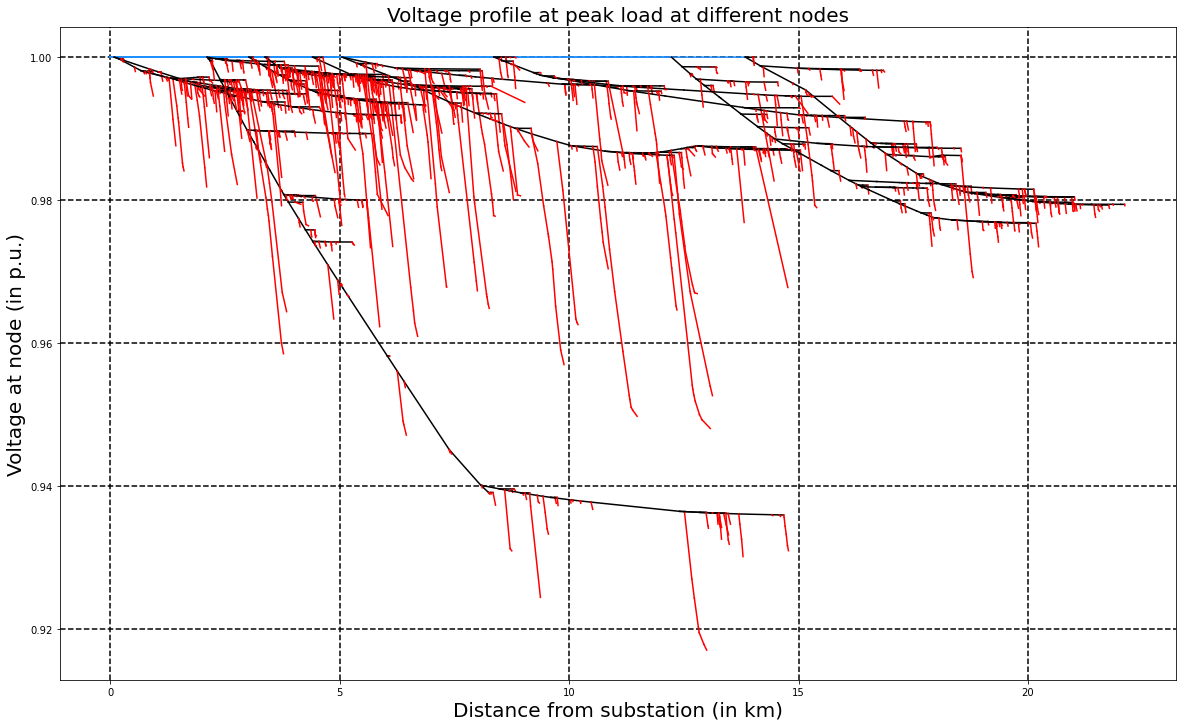 Voltage profile at peak load at different nodes
Voltage at node (in p.u.)
1.00
0.98
0.96
0.94
0.92
0 5 10 15 20
Distance from substation (in km)